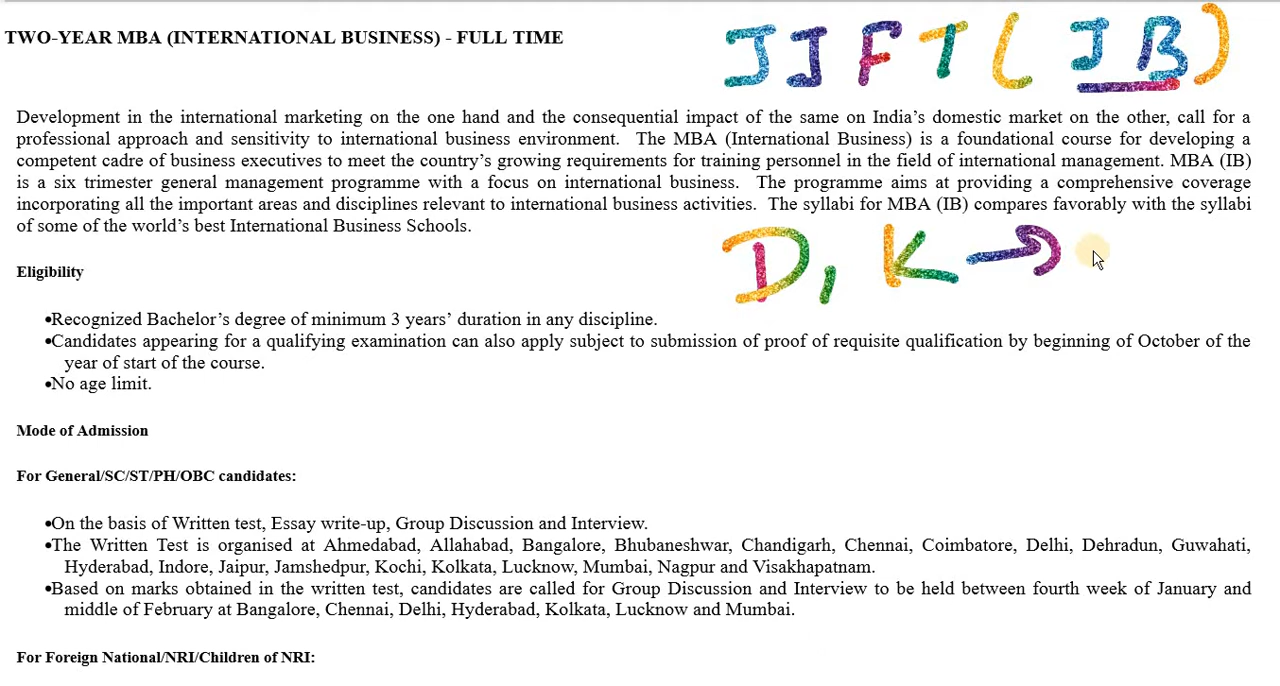 TWO-YEAR MBA (INTERNATIONAL BUSINESS) - FULL TIME
IIFT(IB)
Development in the international marketing on the one hand and the consequential impact of the same on India’s domestic market on the other, call for a
professional approach and sensitivity to international business environment. The MBA (International Business) is a foundational course for developing a
competent cadre of business executives to meet the country’s growing requirements for training personnel in the field of international management. MBA (IB)
is a six trimester general management programme with a focus on international business. The programme aims at providing a comprehensive coverage
incorporating all the important areas and disciplines relevant to international business activities. The syllabi for MBA (IB) compares favorably with the syllabi
of some of the world’s best International Business Schools.
D, K→
Eligibility
•Recognized Bachelor’s degree of minimum 3 years’ duration in any discipline.
•Candidates appearing for a qualifying examination can also apply subject to submission of proof of requisite qualification by beginning of October of the
year of start of the course.
•No age limit.
Mode of Admission
For General/SC/ST/PH/OBC candidates:
•On the basis of Written test, Essay write-up, Group Discussion and Interview.
•The Written Test is organised at Ahmedabad, Allahabad, Bangalore, Bhubaneshwar, Chandigarh, Chennai, Coimbatore, Delhi, Dehradun, Guwahati,
Hyderabad, Indore, Jaipur, Jamshedpur, Kochi, Kolkata, Lucknow, Mumbai, Nagpur and Visakhapatnam.
•Based on marks obtained in the written test, candidates are called for Group Discussion and Interview to be held between fourth week of January and
middle of February at Bangalore, Chennai, Delhi, Hyderabad, Kolkata, Lucknow and Mumbai.
For Foreign National/NRI/Children of NRI: